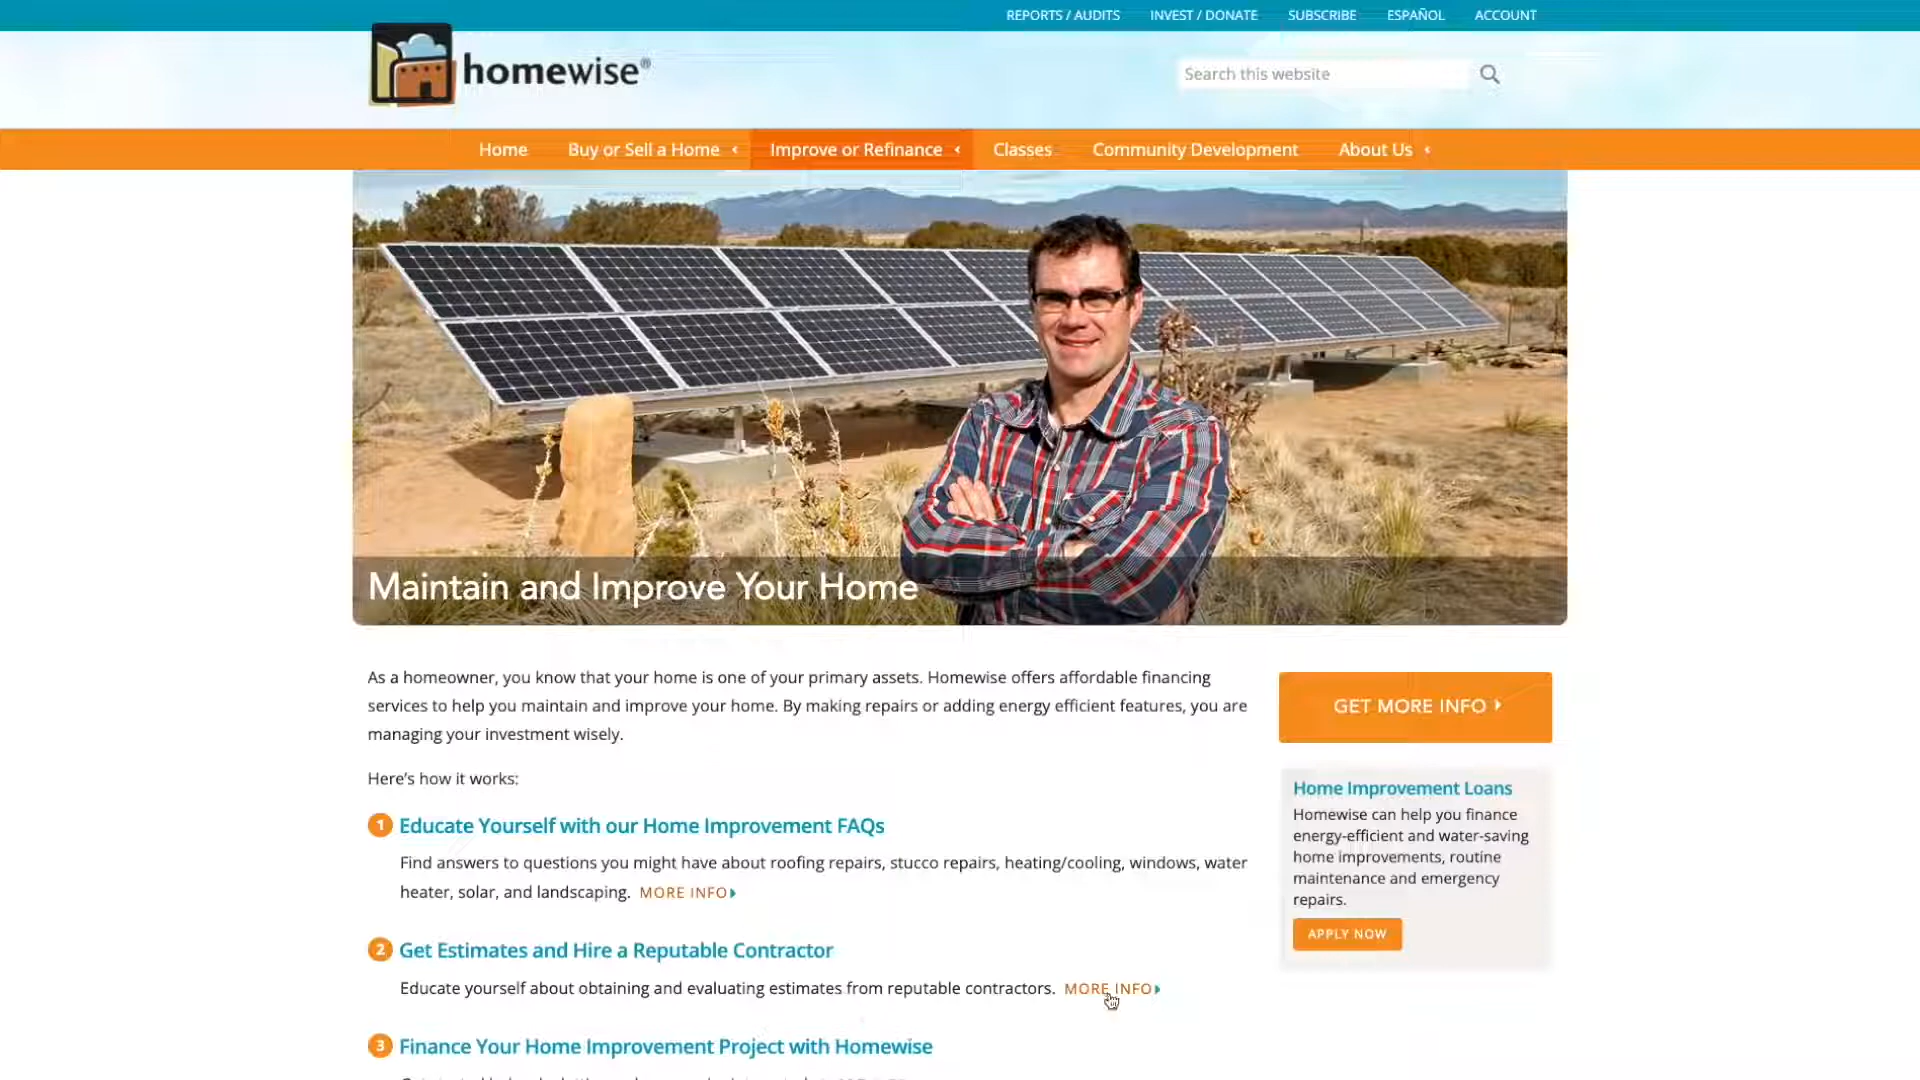 REPORTS / AUDITS INVEST / DONATE SUBSCRIBE ESPAÑOL ACCOUNT
homewise®
Search this website
Home Buy or Sell a Home Improve or Refinance Classes Community Development About Us
Maintain and Improve Your Home
As a homeowner, you know that your home is one of your primary assets. Homewise offers affordable financing
services to help you maintain and improve your home. By making repairs or adding energy efficient features, you are
managing your investment wisely.
Here's how it works:
1 Educate Yourself with our Home Improvement FAQs
Find answers to questions you might have about roofing repairs, stucco repairs, heating/cooling, windows, water
heater, solar, and landscaping. MORE INFO
2 Get Estimates and Hire a Reputable Contractor
Educate yourself about obtaining and evaluating estimates from reputable contractors. MORE INFO
3 Finance Your Home Improvement Project with Homewise
GET MORE INFO
Home Improvement Loans
Homewise can help you finance
energy-efficient and water-saving
home improvements, routine
maintenance and emergency
repairs.
APPLY NOW